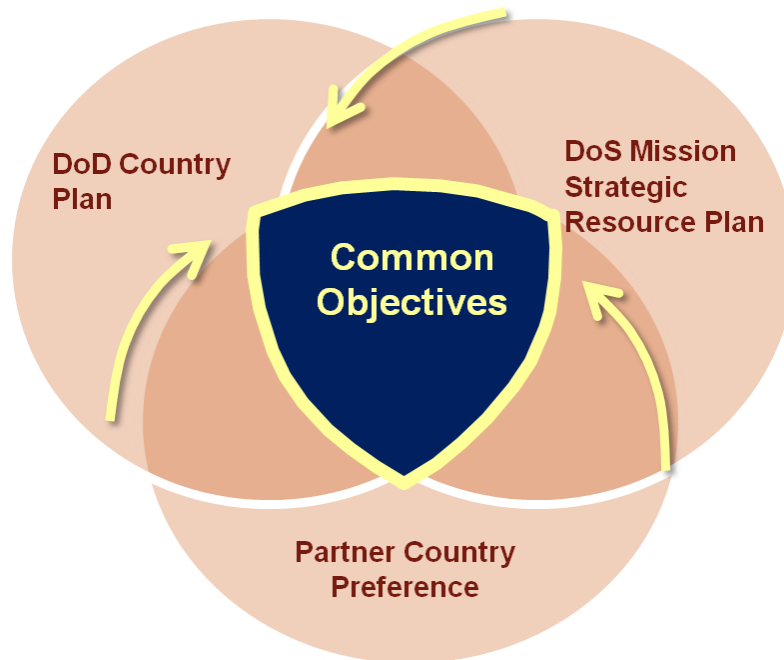 DoD Country
Plan
DoS Mission
Strategic
Resource Plan
Common
Objectives
Partner Country
Preference